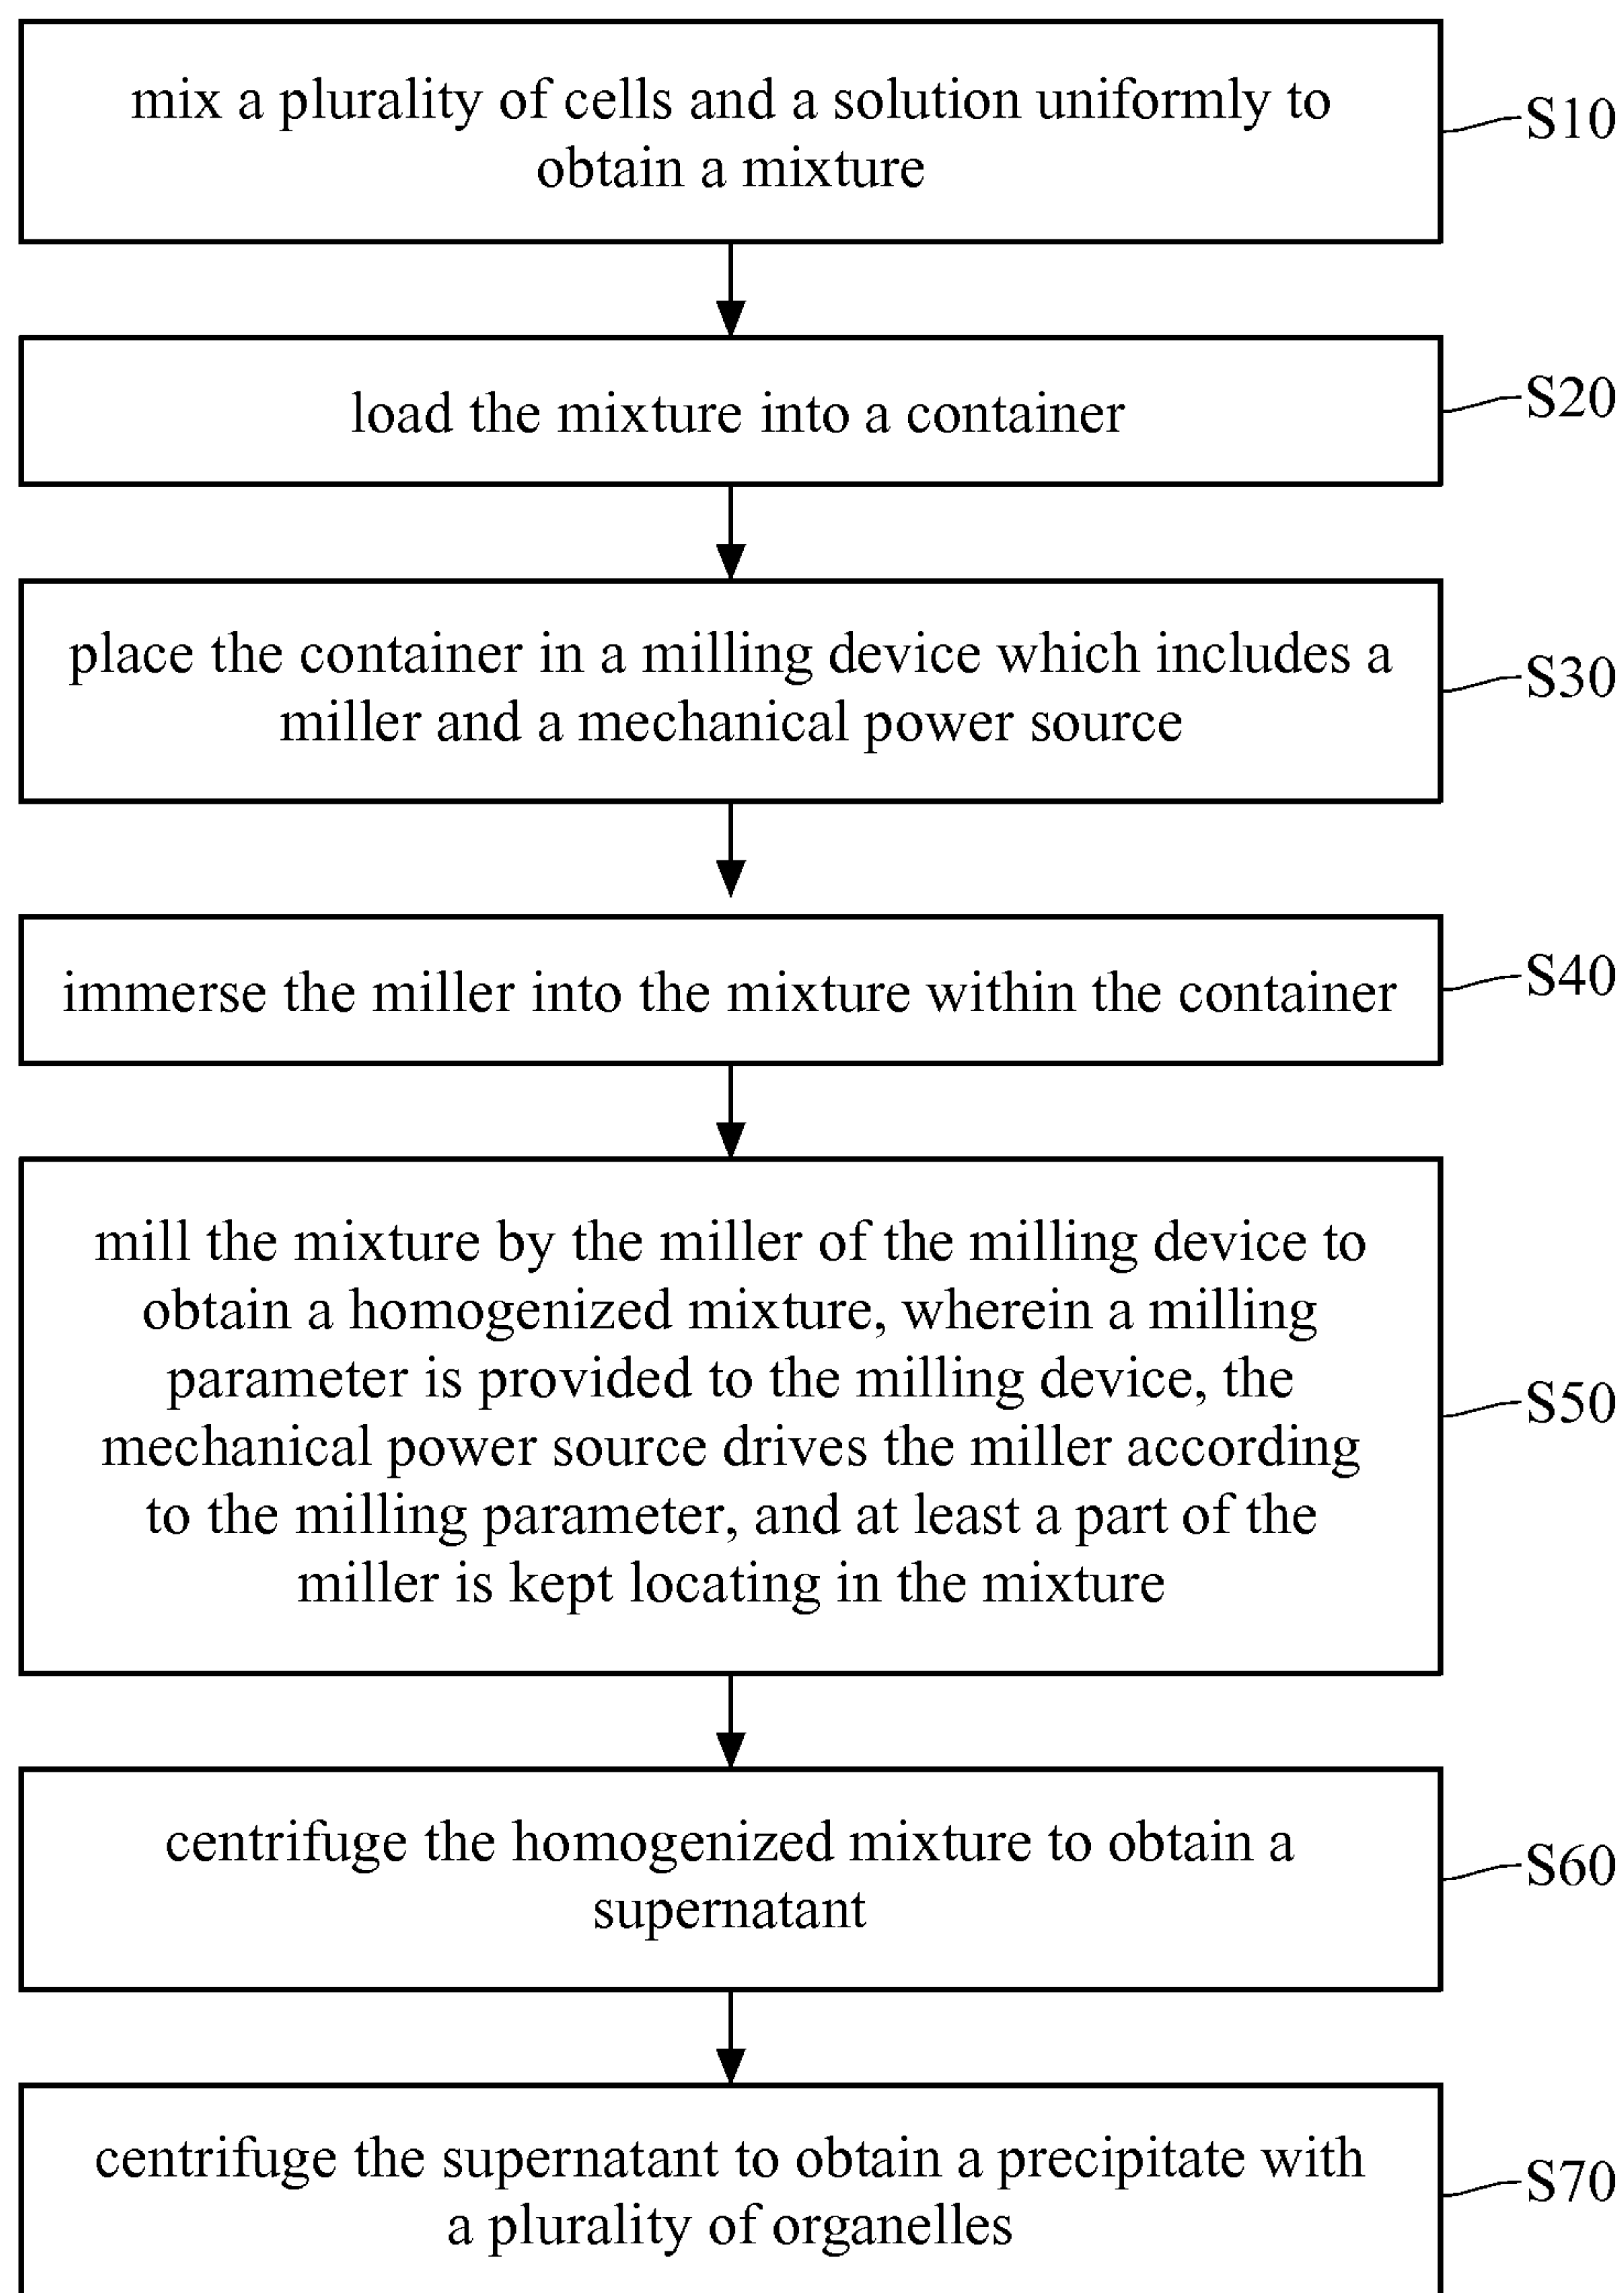 mix a plurality of cells and a solution uniformly to
obtain a mixture
S10
load the mixture into a container
S20
place the container in a milling device which includes a
miller and a mechanical power source
S30
immerse the miller into the mixture within the container
S40
mill the mixture by the miller of the milling device to
obtain a homogenized mixture, wherein a milling
parameter is provided to the milling device, the
mechanical power source drives the miller according
to the milling parameter, and at least a part of the
miller is kept locating in the mixture
S50
centrifuge the homogenized mixture to obtain a
supernatant
S60
centrifuge the supernatant to obtain a precipitate with
a plurality of organelles
S70